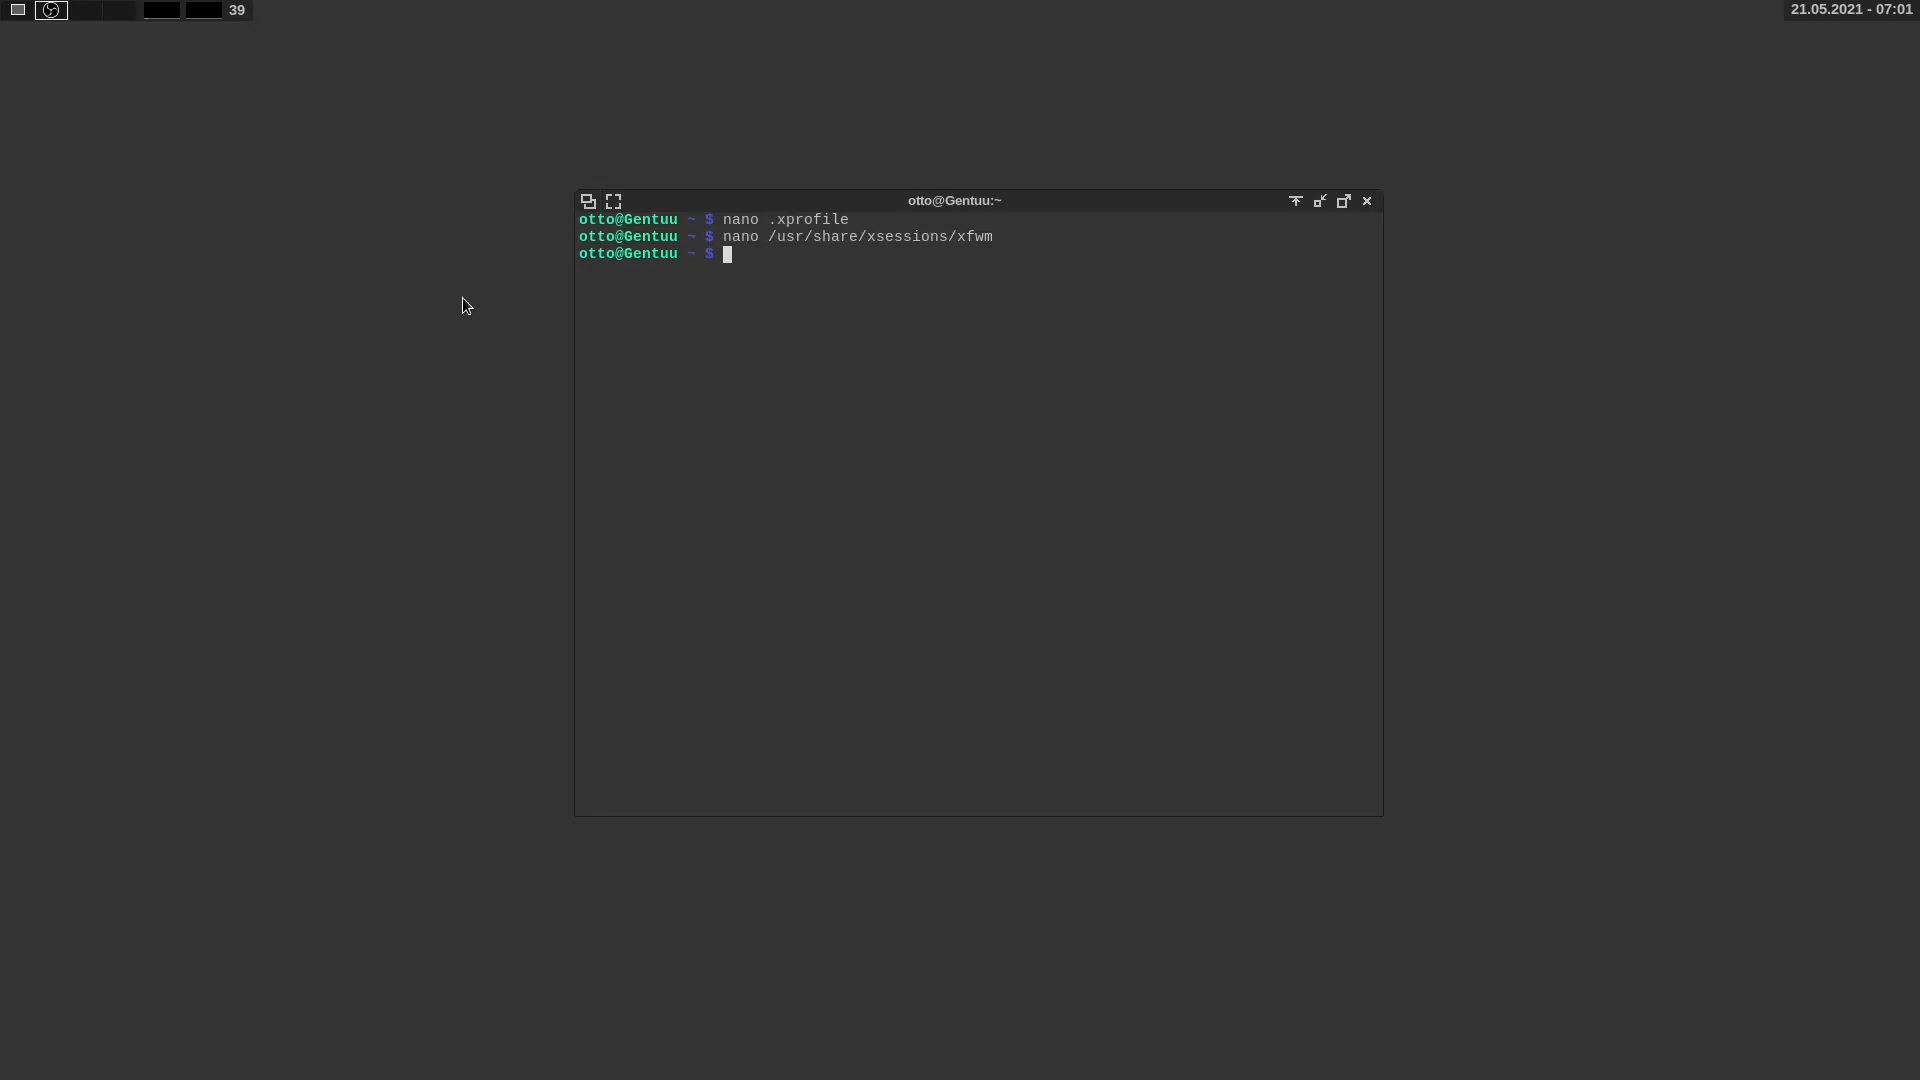 39
21.05.2021 - 07:01
otto@Gentuu:~
otto@Gentuu ~ $ nano .xprofile
otto@Gentuu ~ $ nano /usr/share/xsessions/xfwm
otto@Gentuu ~ $